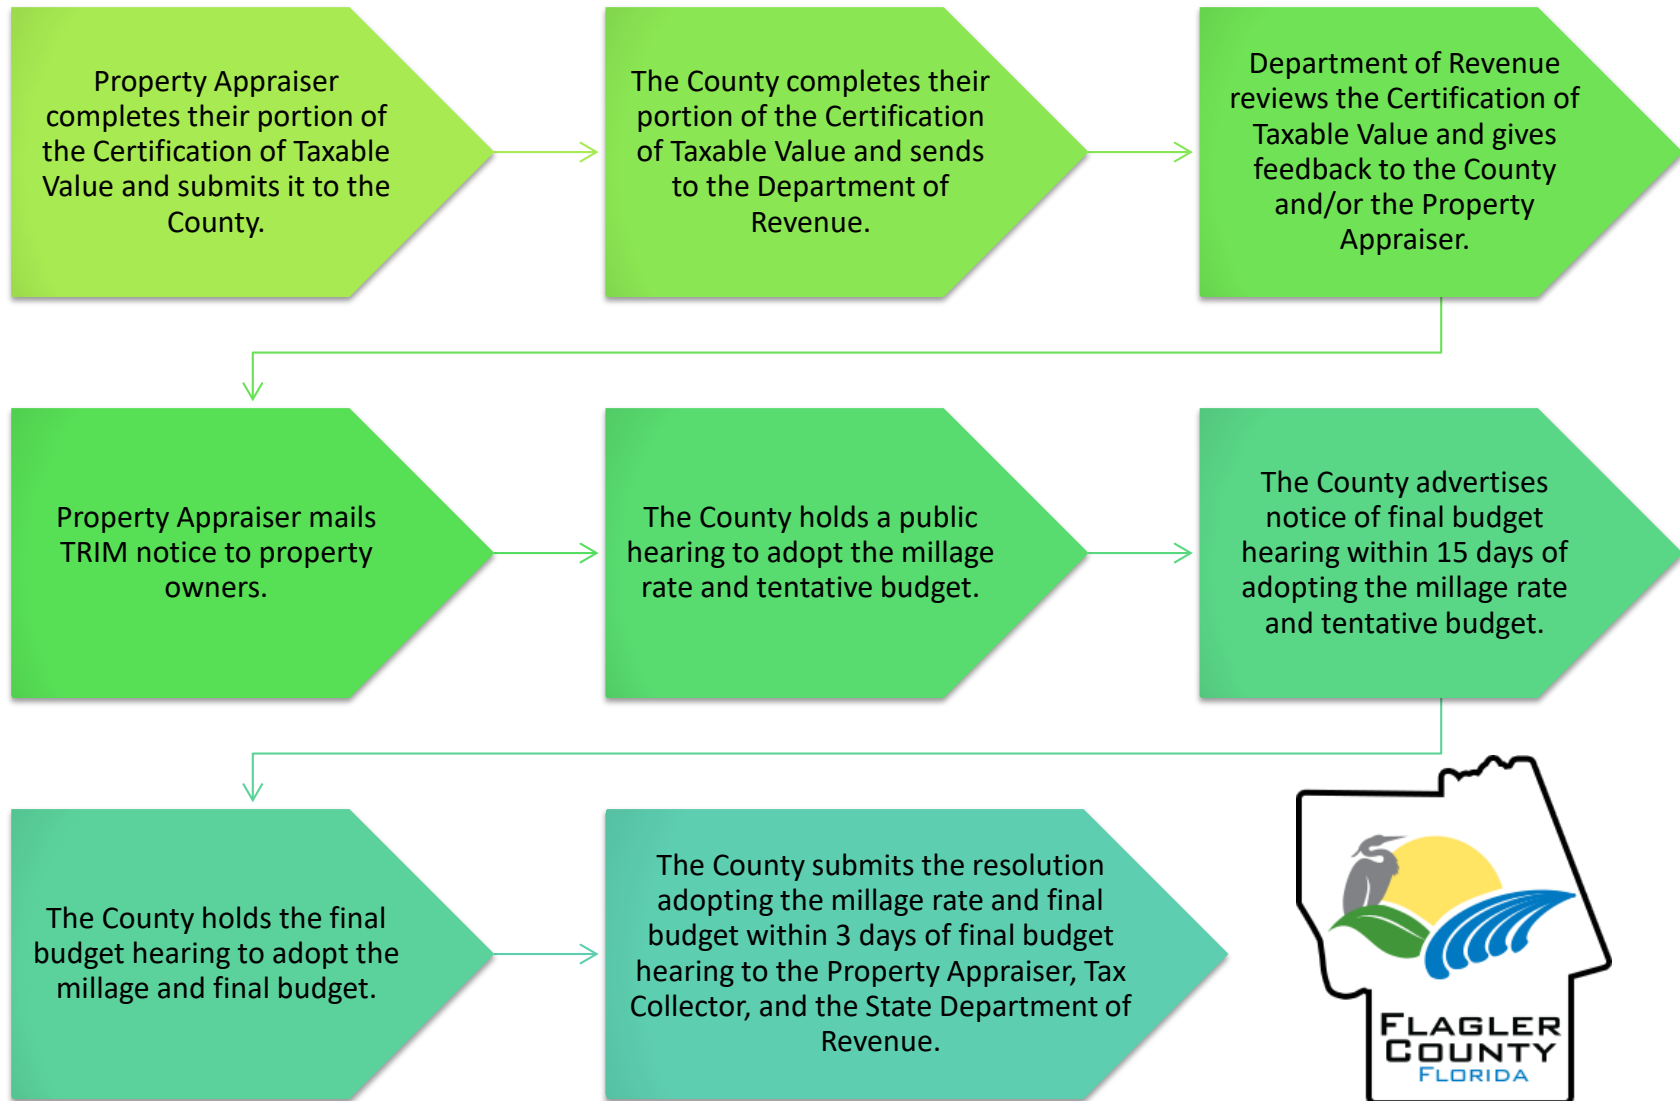 Property Appraiser
completes their portion of
the Certification of Taxable
Value and submits it to the
County.
The County completes their
portion of the Certification
of Taxable Value and sends
to the Department of
Revenue.
Department of Revenue
reviews the Certification of
Taxable Value and gives
feedback to the County
and/or the Property
Appraiser.
Property Appraiser mails
TRIM notice to property
owners.
The County holds a public
hearing to adopt the millage
rate and tentative budget.
The County advertises
notice of final budget
hearing within 15 days of
adopting the millage rate
and tentative budget.
The County holds the final
budget hearing to adopt the
millage and final budget.
The County submits the resolution
adopting the millage rate and final
budget within 3 days of final budget
hearing to the Property Appraiser, Tax
Collector, and the State Department of
Revenue.
FLAGLER
COUNTY
FLORIDA